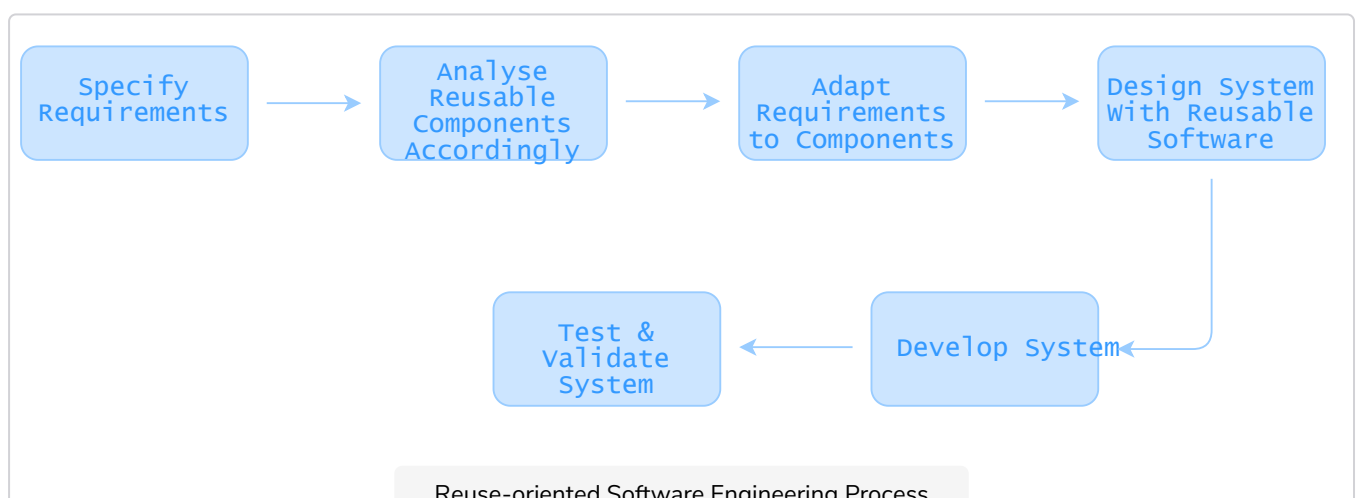 Specify
Requirements
Analyse
Reusable
Components
Accordingly
Adapt
Requirements
to Components
Design System
With Reusable
Software
Develop System
Test &
Validate
System
Reuse-oriented Software Engineering Process